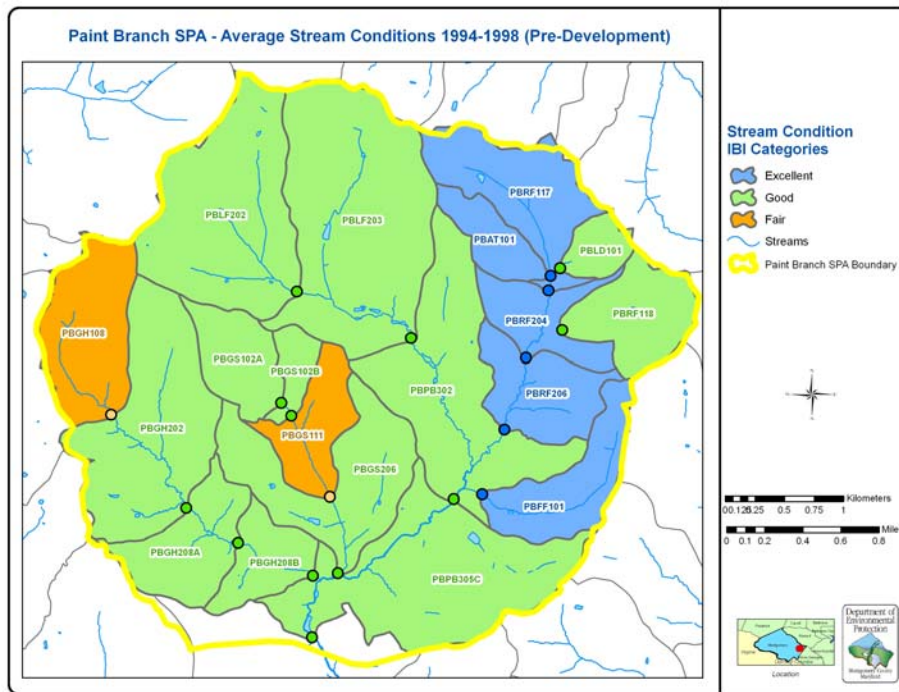 Paint Branch SPA - Average Stream Conditions 1994-1998 (Pre-Development)
PBRF117
PBLF202
PBLF203
PBAT101
PBLD101
PBGH108
PBRF118
PBRF204
PBGS102A
PBGS102B
PBPB302
PBRF206
PBGH202
PBGS111
PBGS206
PBFF101
PBGH208A
PBGH208B
PBPB305C
Stream Condition
IBI Categories
Excellent
Good
Fair
Streams
Paint Branch SPA Boundary
Kilometers
0 0.125 0.25 0.5 0.75 1
Miles
0 0.1 0.2 0.4 0.6 0.8
Location
Department of
Environmental
Protection
Montgomery County
Maryland